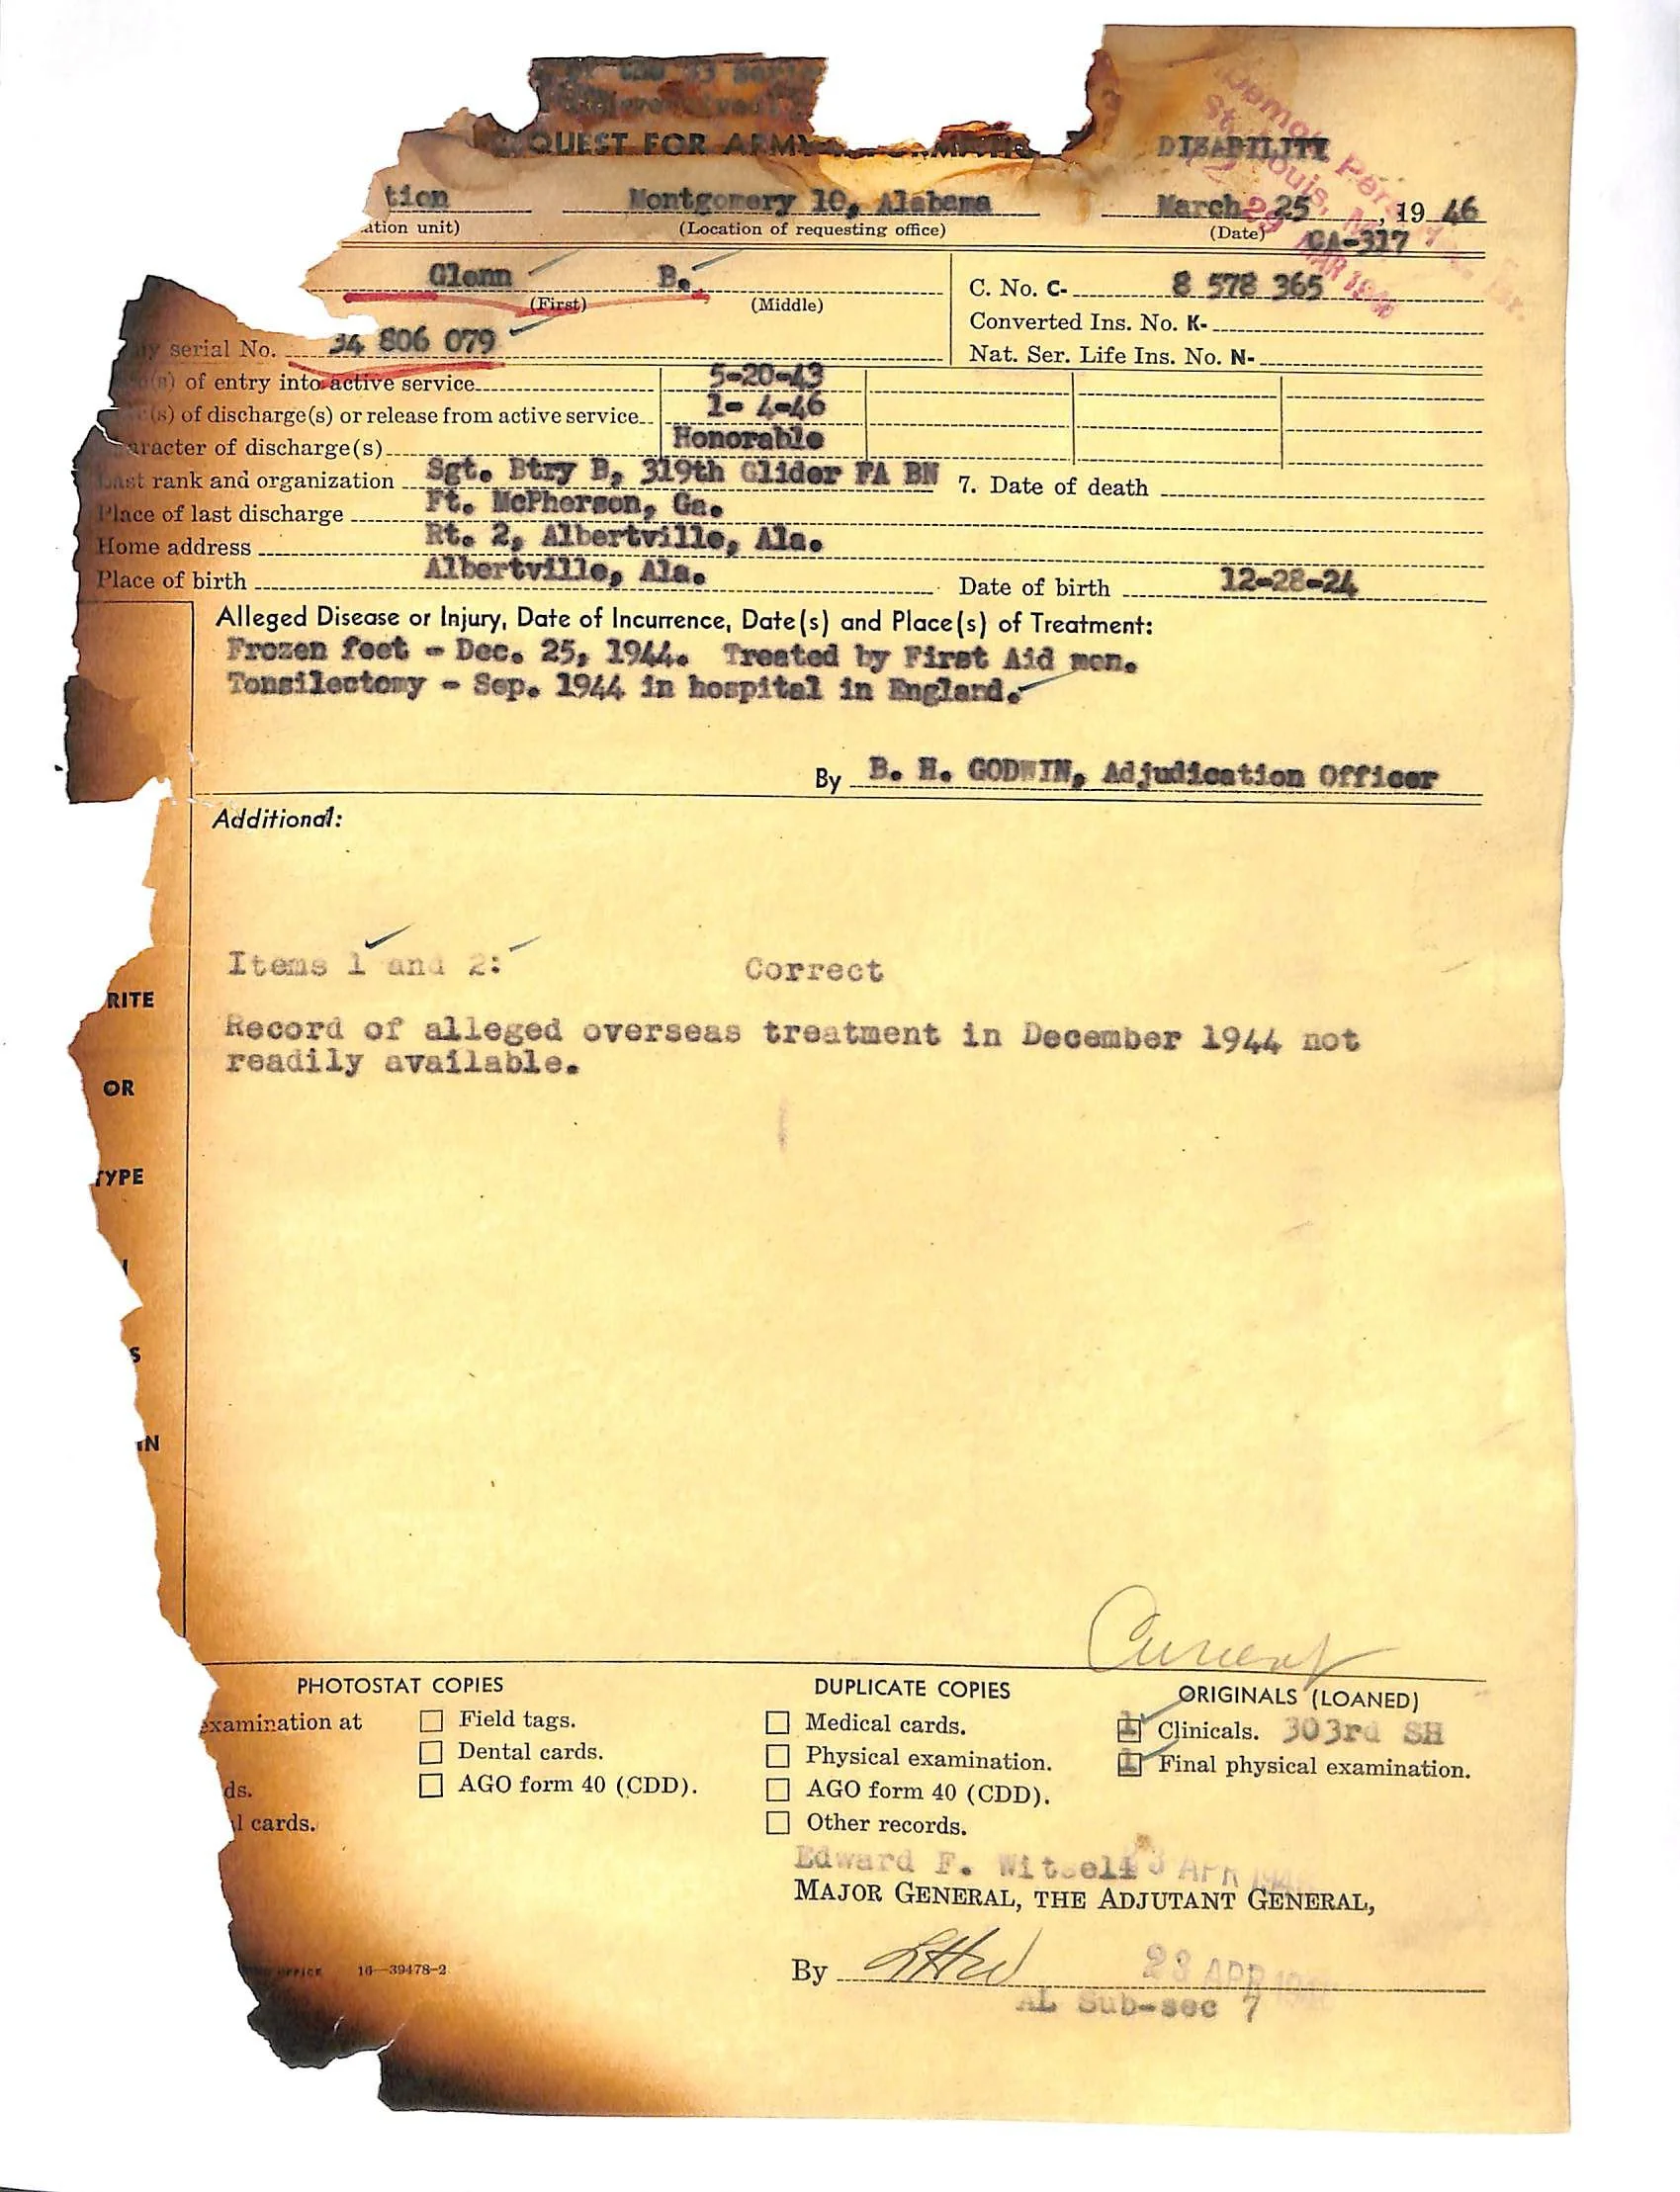 of the 
QUEST FOR ARMY DISABILITY
tion Montgomery 10, Alabama March 25, 19 46
ation unit) (Location of requesting office) (Date) CA-317
Glenn B. C. No. C- 8 578 365
(First) (Middle)
Converted Ins. No. K-
serial No. 34 806 079 Nat. Ser. Life Ins. No. N-
(s) of entry into active service 5-20-43
(s) of discharge(s) or release from active service 1- 4-46
aracter of discharge(s) Honorable
Last rank and organization Sgt. Btry B, 319th Glider FA BN 7. Date of death
Place of last discharge Ft. McPherson, Ga.
Home address Rt. 2, Albertville, Ala.
Place of birth Albertville, Ala. Date of birth 12-28-24
Alleged Disease or Injury, Date of Incurrence, Date(s) and Place(s) of Treatment:
Frozen feet - Dec. 25, 1944. Treated by First Aid men.
Tonsilectomy - Sep. 1944 in hospital in England.
By B. H. GODWIN, Adjudication Officer
Additional:
Items 1 and 2: Correct
RITE
Record of alleged overseas treatment in December 1944 not
readily available.
OR
TYPE
S
IN
PHOTOSTAT COPIES DUPLICATE COPIES ORIGINALS (LOANED)
examination at Field tags. Medical cards. 1 Clinicals. 303rd SH
Dental cards. Physical examination. 1 Final physical examination.
ds. AGO form 40 (CDD). AGO form 40 (CDD).
l cards. Other records.
Edward F. Witsell APR
MAJOR GENERAL, THE ADJUTANT GENERAL,
OFFICE 16—39478-2
By 23 APR
AL Sub-sec 7